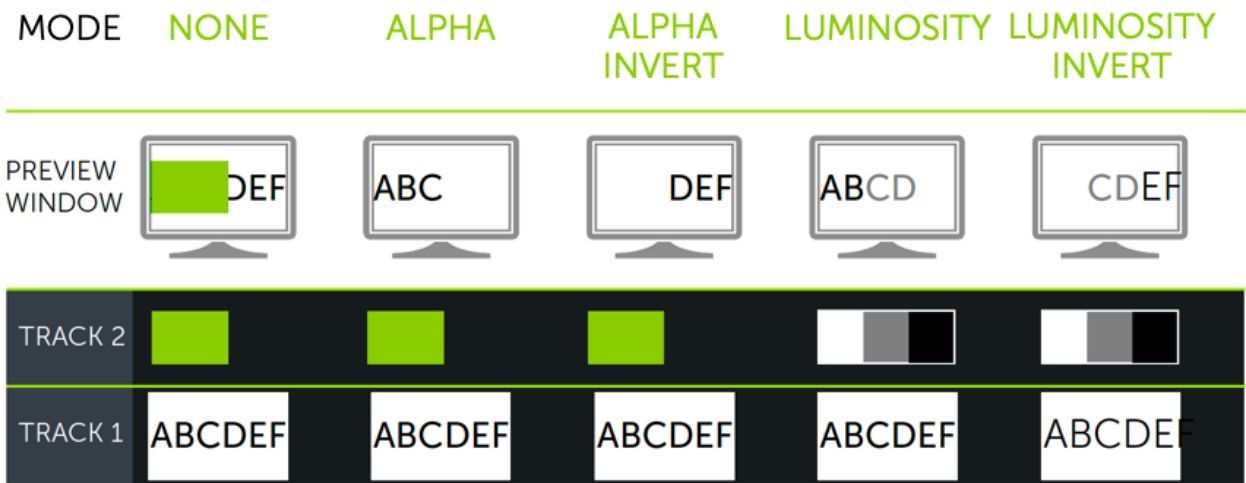 MODE NONE ALPHA ALPHA INVERT LUMINOSITY LUMINOSITY INVERT
PREVIEW WINDOW DEF ABC DEF ABCD CDEF
TRACK 2
TRACK 1 ABCDEF ABCDEF ABCDEF ABCDEF ABCDEF